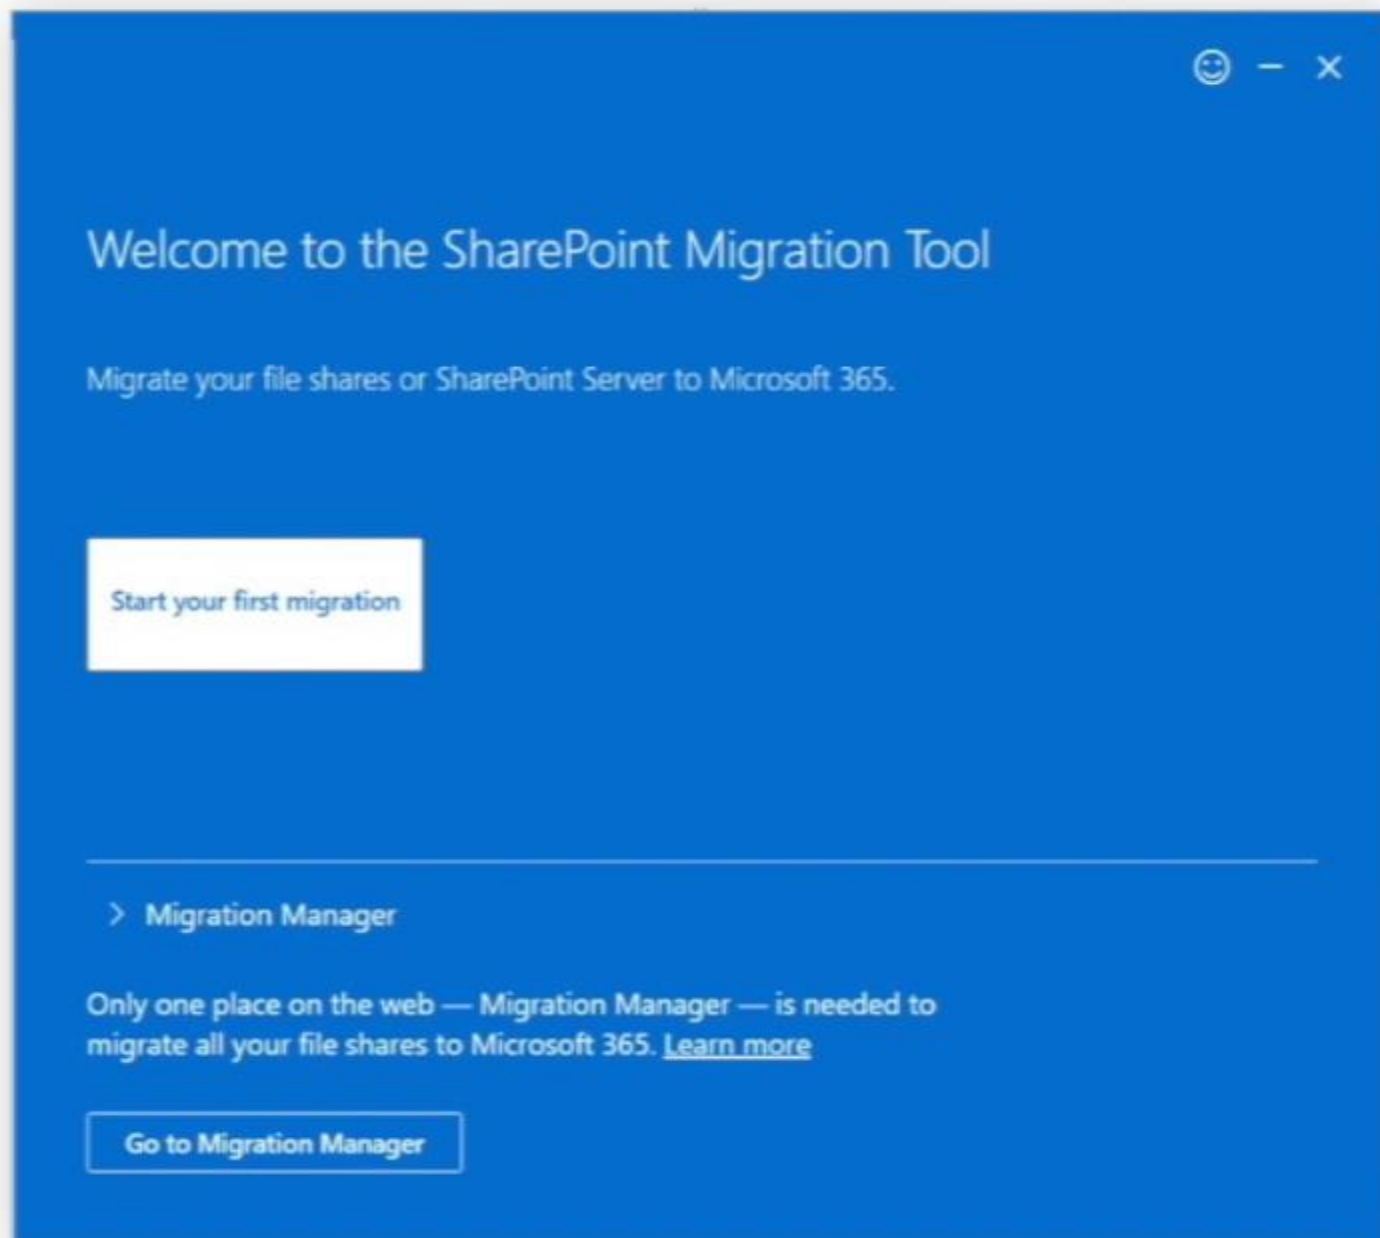 Welcome to the SharePoint Migration Tool
Migrate your file shares or SharePoint Server to Microsoft 365.
Start your first migration
Migration Manager
Only one place on the web — Migration Manager — is needed to
migrate all your file shares to Microsoft 365. Learn more
Go to Migration Manager